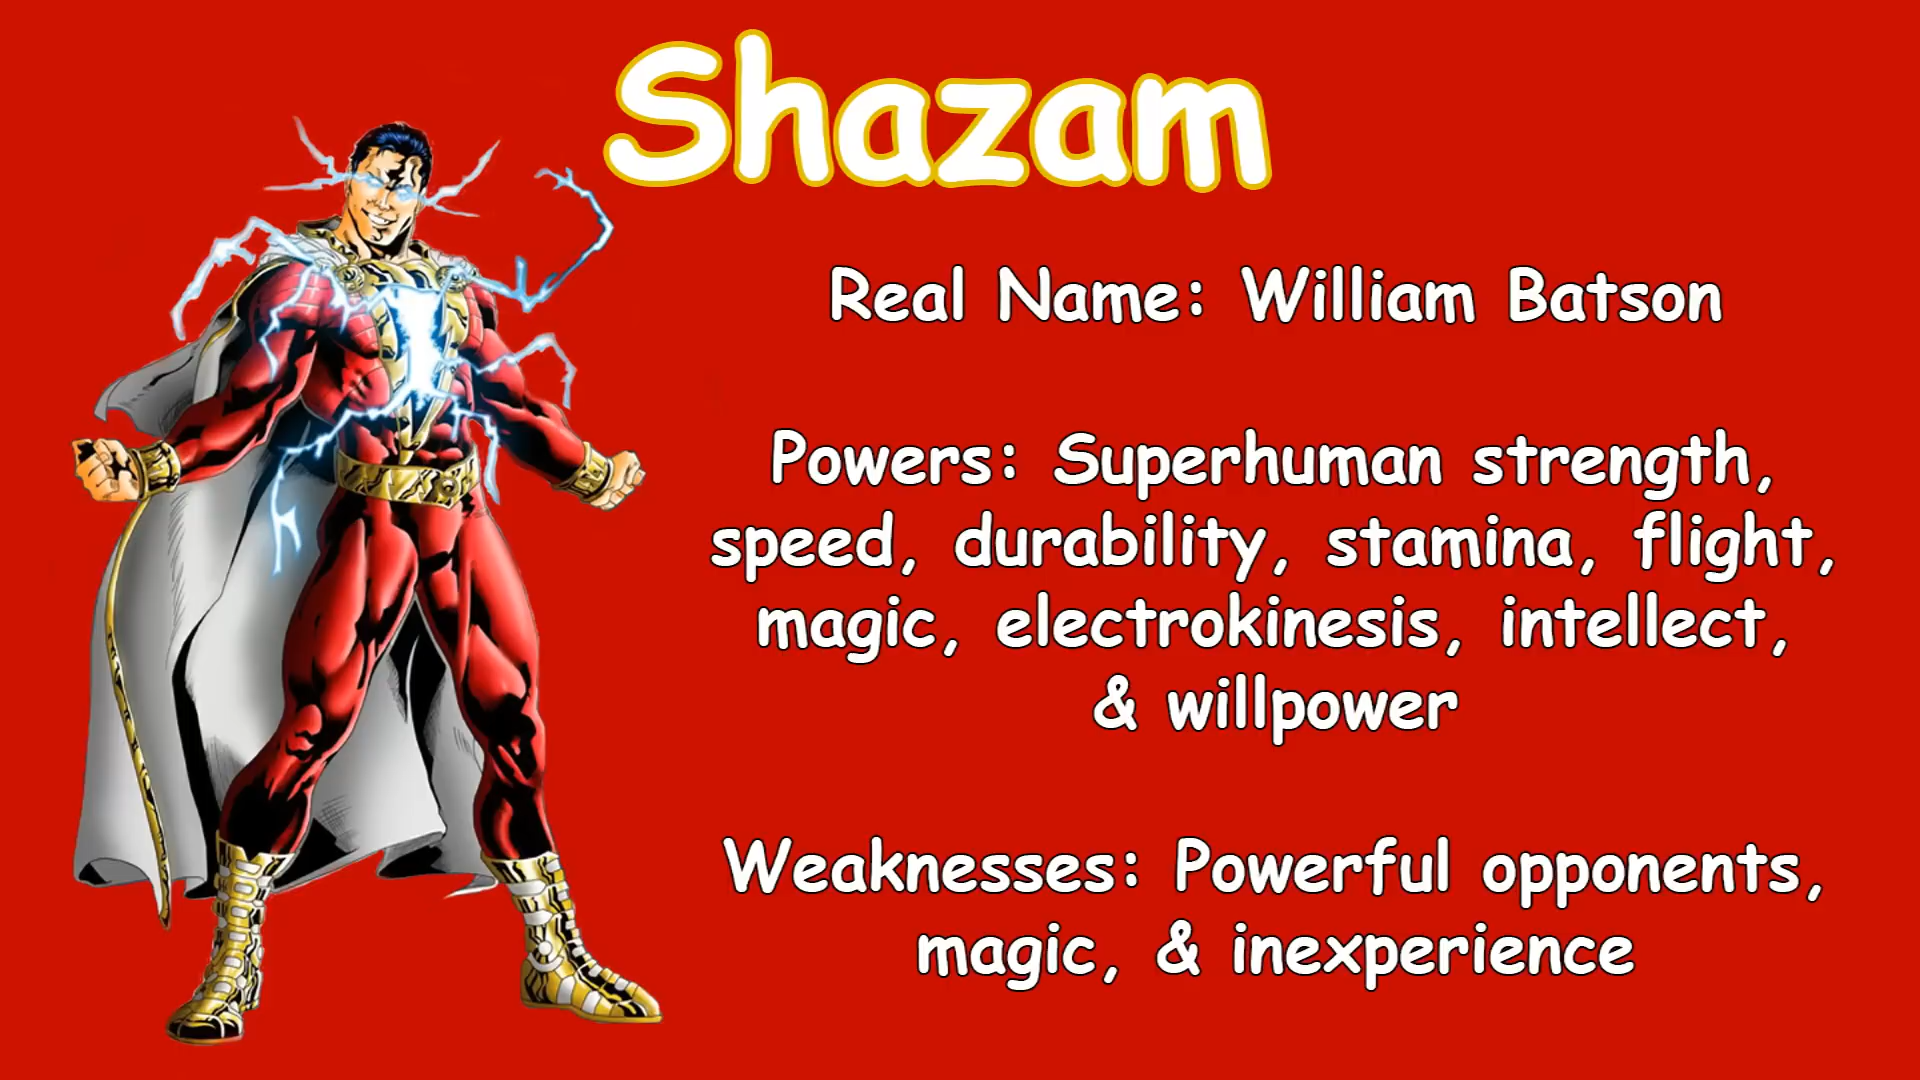 Shazam
Real Name: William Batson
Powers: Superhuman strength,
speed, durability, stamina, flight,
magic, electrokinesis, intellect,
& willpower
Weaknesses: Powerful opponents,
magic, & inexperience